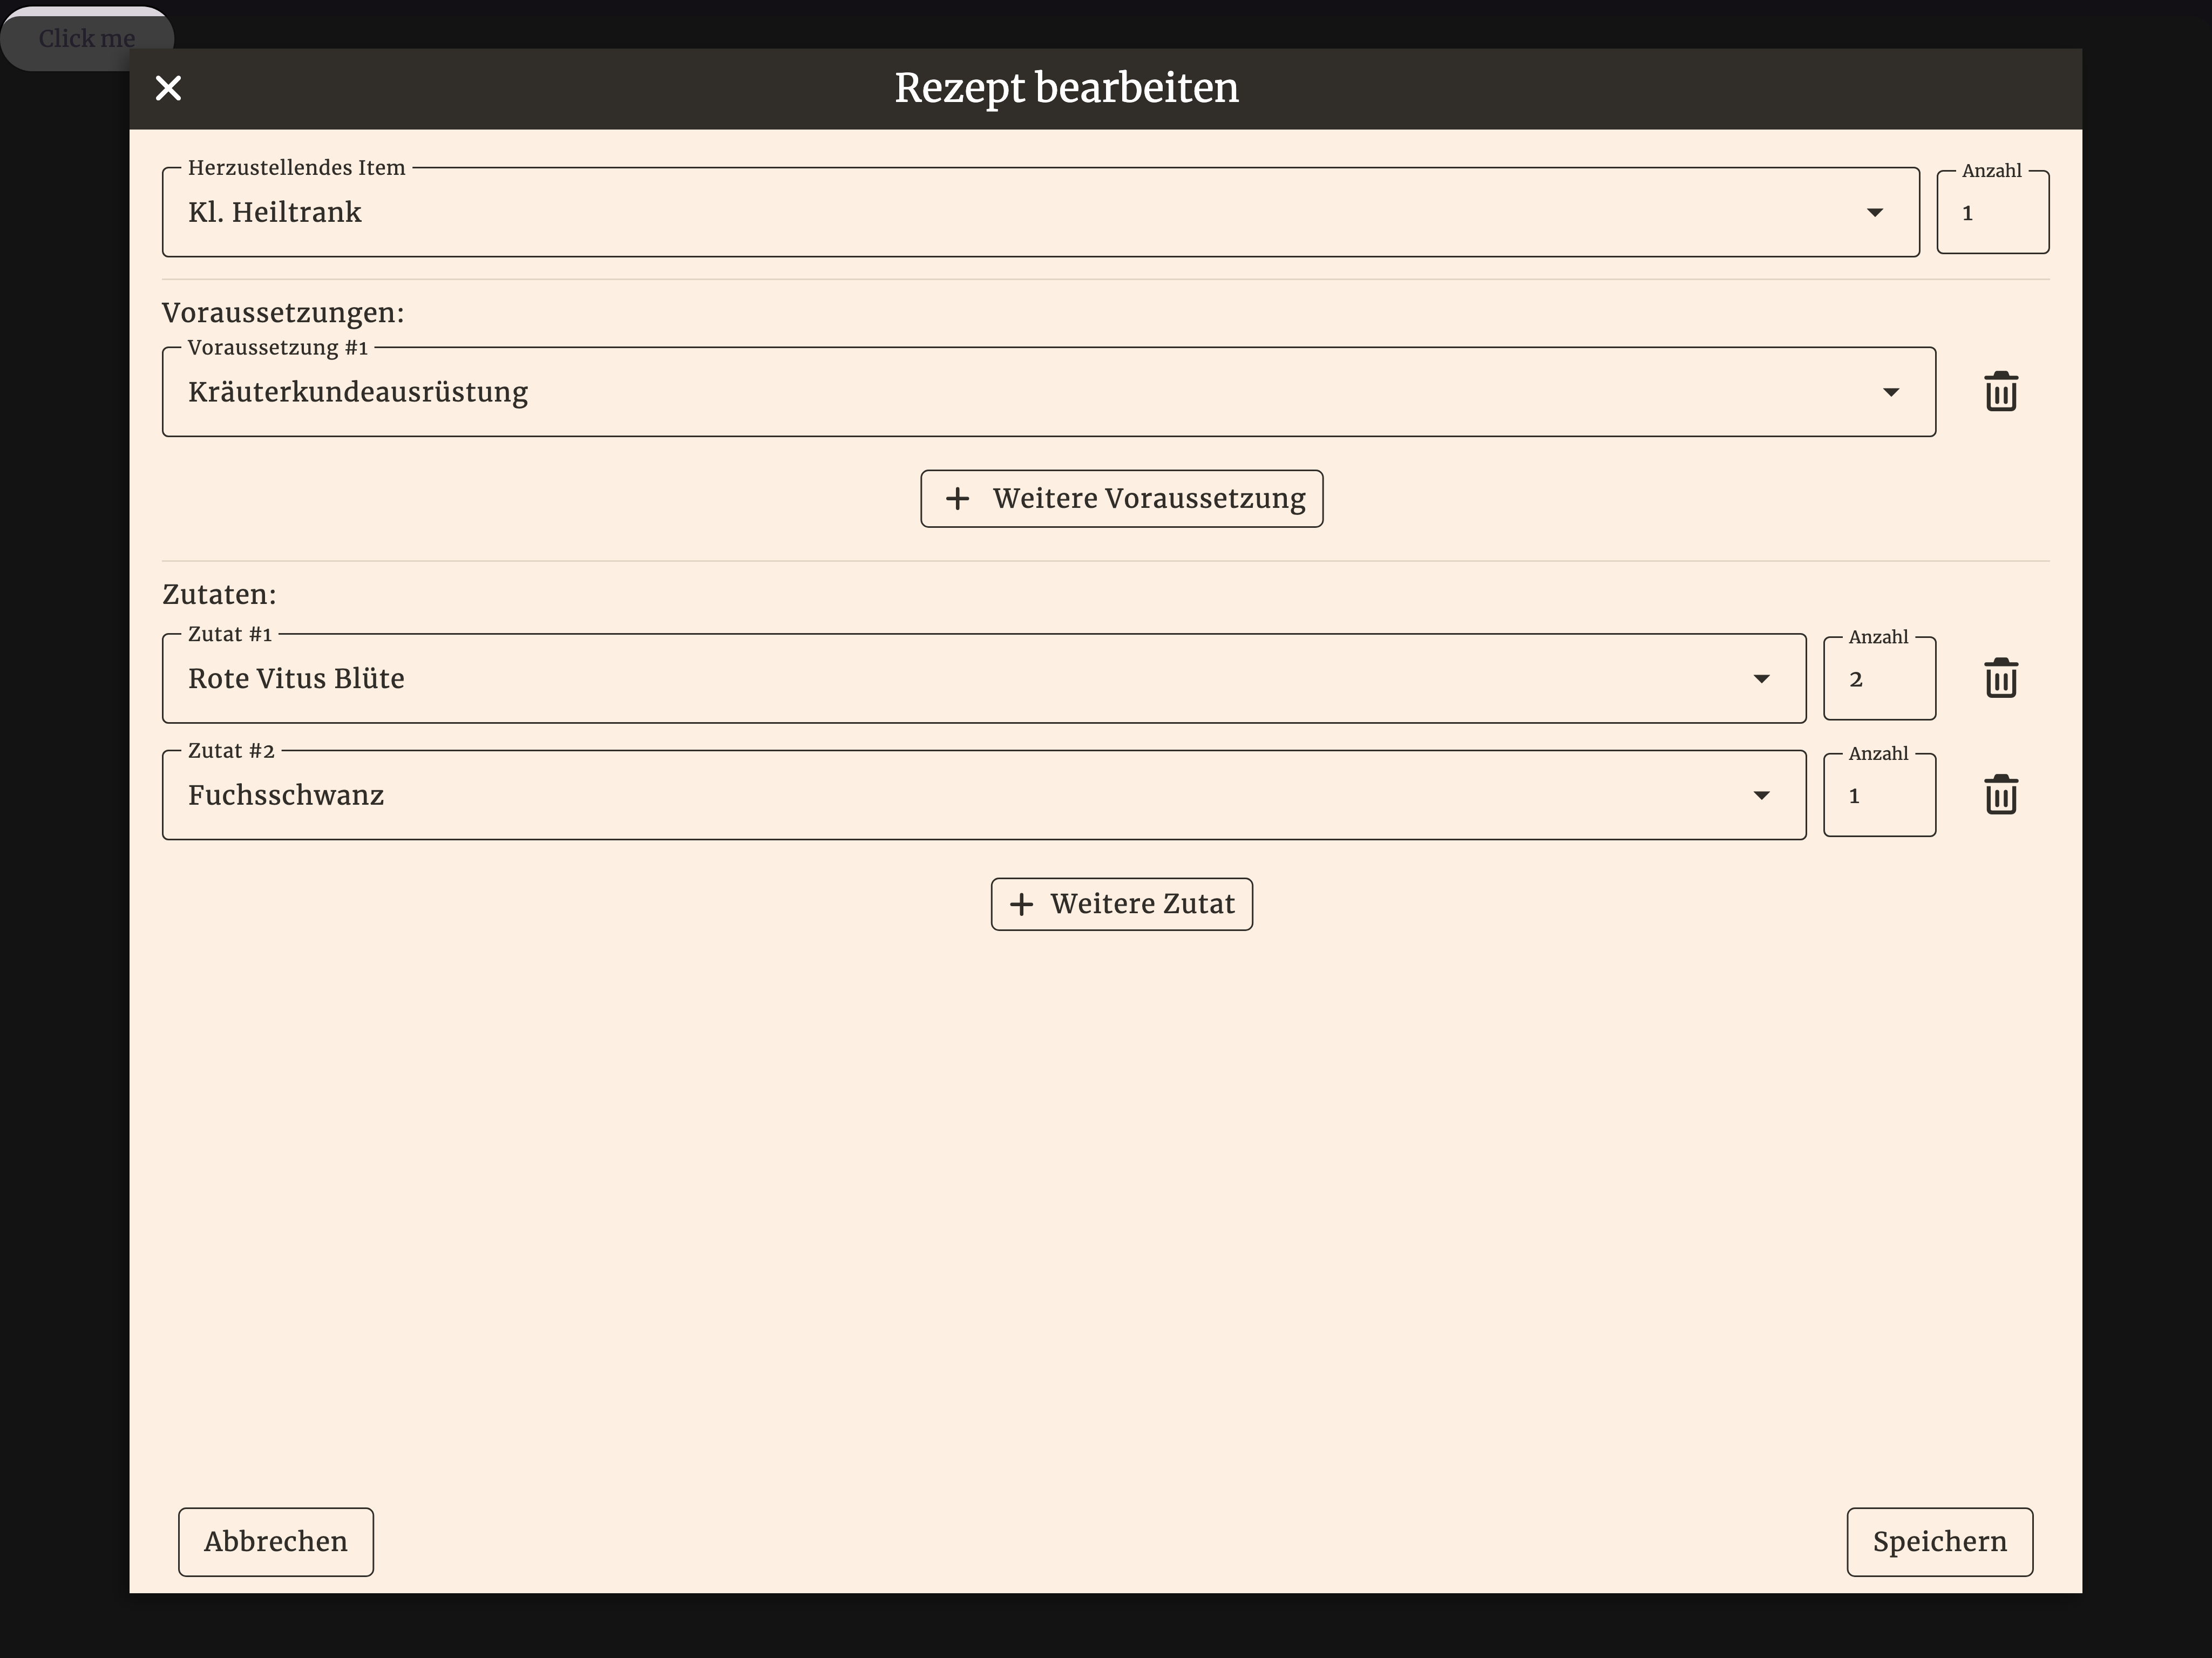 Click me
Rezept bearbeiten
Herzustellendes Item
Anzahl
Kl. Heiltrank
1
Voraussetzungen:
Voraussetzung #1
Kräuterkundeausrüstung
Weitere Voraussetzung
Zutaten:
Zutat #1
Anzahl
Rote Vitus Blüte
2
Zutat #2
Anzahl
Fuchsschwanz
1
Weitere Zutat
Abbrechen
Speichern